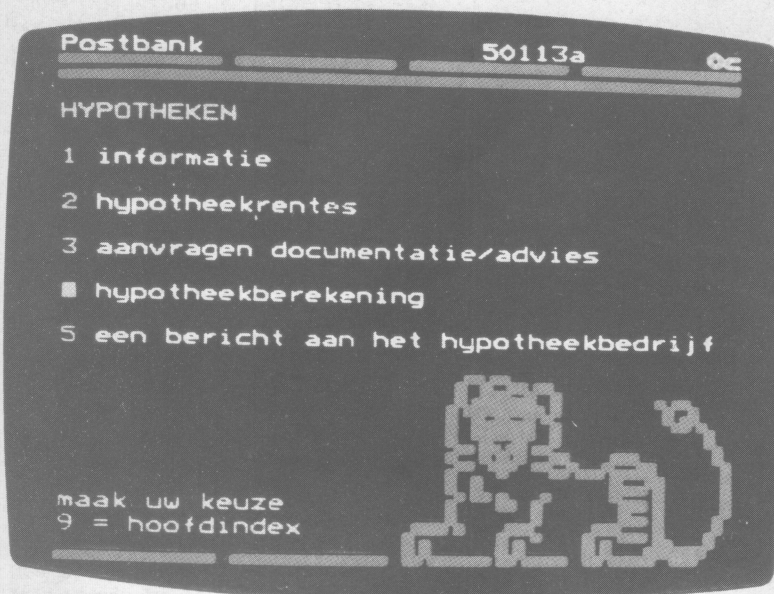 Postbank 50113a 0c
HYPOTHEKEN
1 informatie
2 hypotheekrentes
3 aanvragen documentatie/advies
■ hypotheekberekening
5 een bericht aan het hypotheekbedrijf
maak uw keuze
9 = hoofdindex